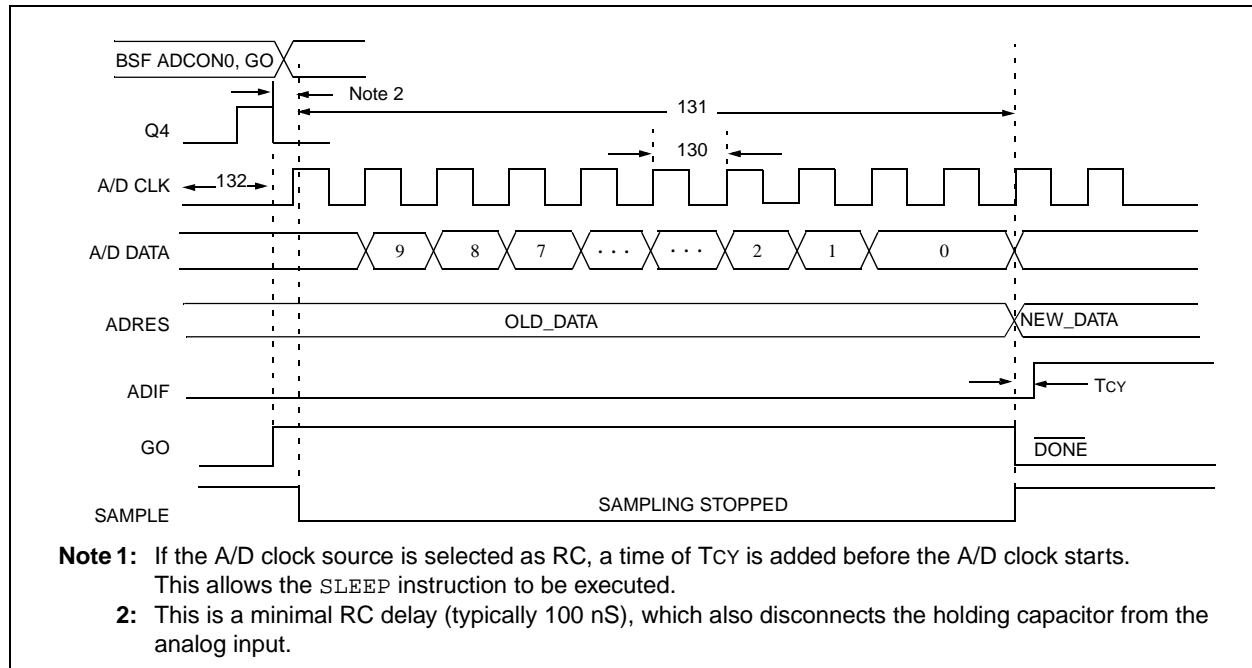 BSF ADCON0, GO
Note 2
131
Q4
130
A/D CLK
132
A/D DATA
9 8 7 · · · · · · 2 1 0
ADRES
OLD_DATA
NEW_DATA
ADIF
TCY
GO
DONE
SAMPLE
SAMPLING STOPPED
Note 1: If the A/D clock source is selected as RC, a time of TCY is added before the A/D clock starts.
This allows the SLEEP instruction to be executed.
2: This is a minimal RC delay (typically 100 nS), which also disconnects the holding capacitor from the
analog input.